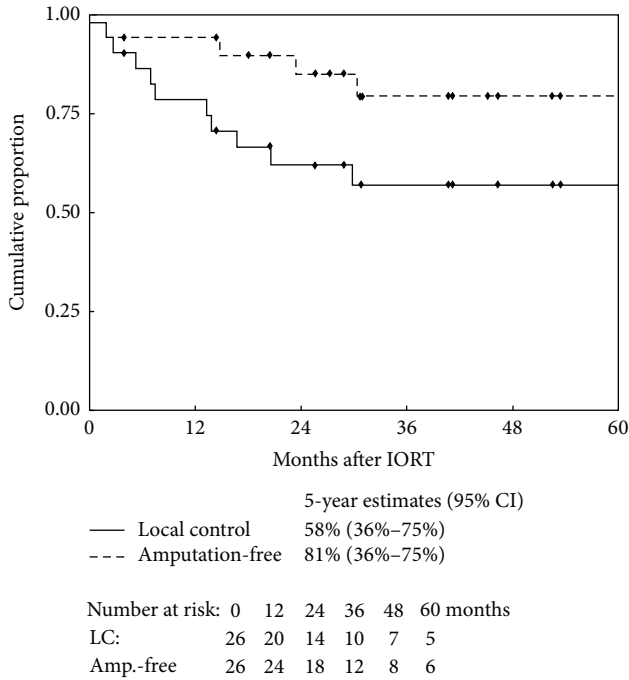 1.00
0.75
0.50
0.25
0.00
Cumulative proportion
0 12 24 36 48 60
Months after IORT
5-year estimates (95% CI)
Local control 58% (36%–75%)
Amputation-free 81% (36%–75%)
Number at risk: 0 12 24 36 48 60 months
LC: 26 20 14 10 7 5
Amp.-free 26 24 18 12 8 6